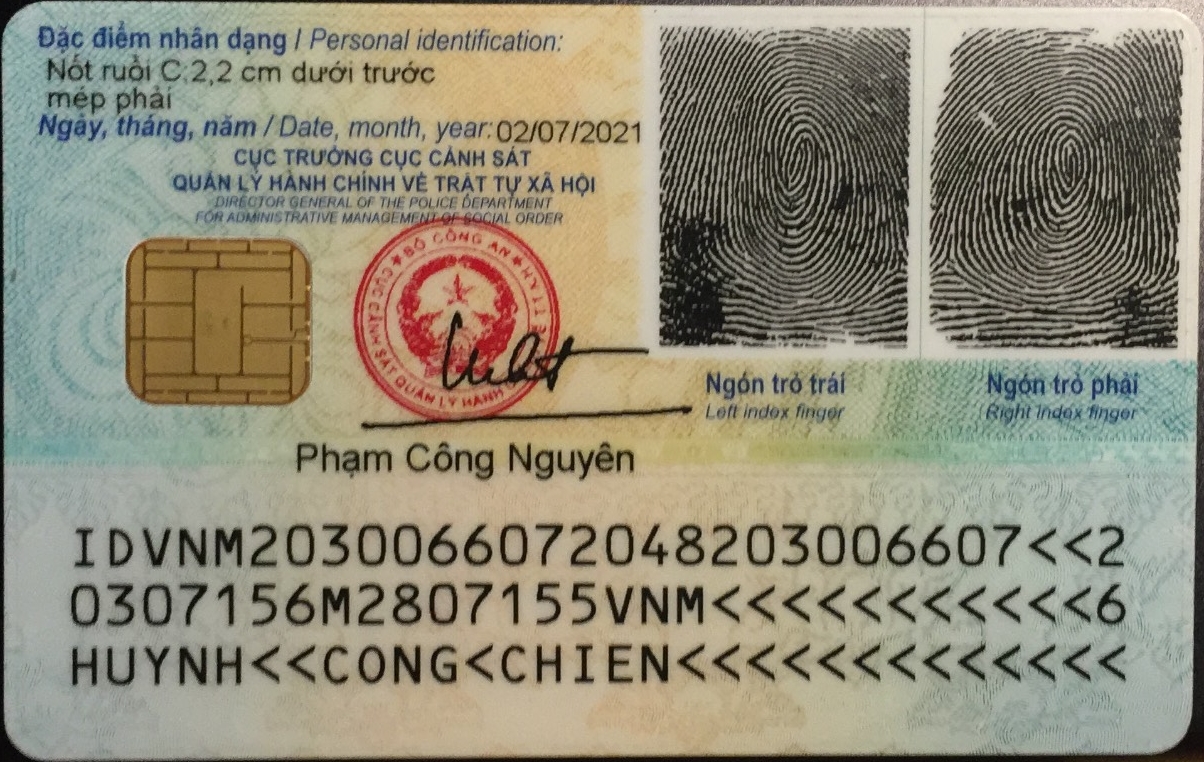 Đặc điểm nhân dạng / Personal identification:
Nốt ruồi C.2,2 cm dưới trước
mép phải
Ngày, tháng, năm / Date, month, year: 02/07/2021
CỤC TRƯỞNG CỤC CẢNH SÁT
QUẢN LÝ HÀNH CHÍNH VỀ TRẬT TỰ XÃ HỘI
DIRECTOR GENERAL OF THE POLICE DEPARTMENT
FOR ADMINISTRATIVE MANAGEMENT OF SOCIAL ORDER
BỘ CÔNG AN
CỤC CẢNH SÁT QUẢN LÝ HÀNH
Ngón trỏ trái
Left index finger
Ngón trỏ phải
Right index finger
Phạm Công Nguyên
IDVNM2030066072048203006607<<2
0307156M2807155VNM<<<<<<<<<<<6
HUYNH<<CONG<CHIEN<<<<<<<<<<<<<